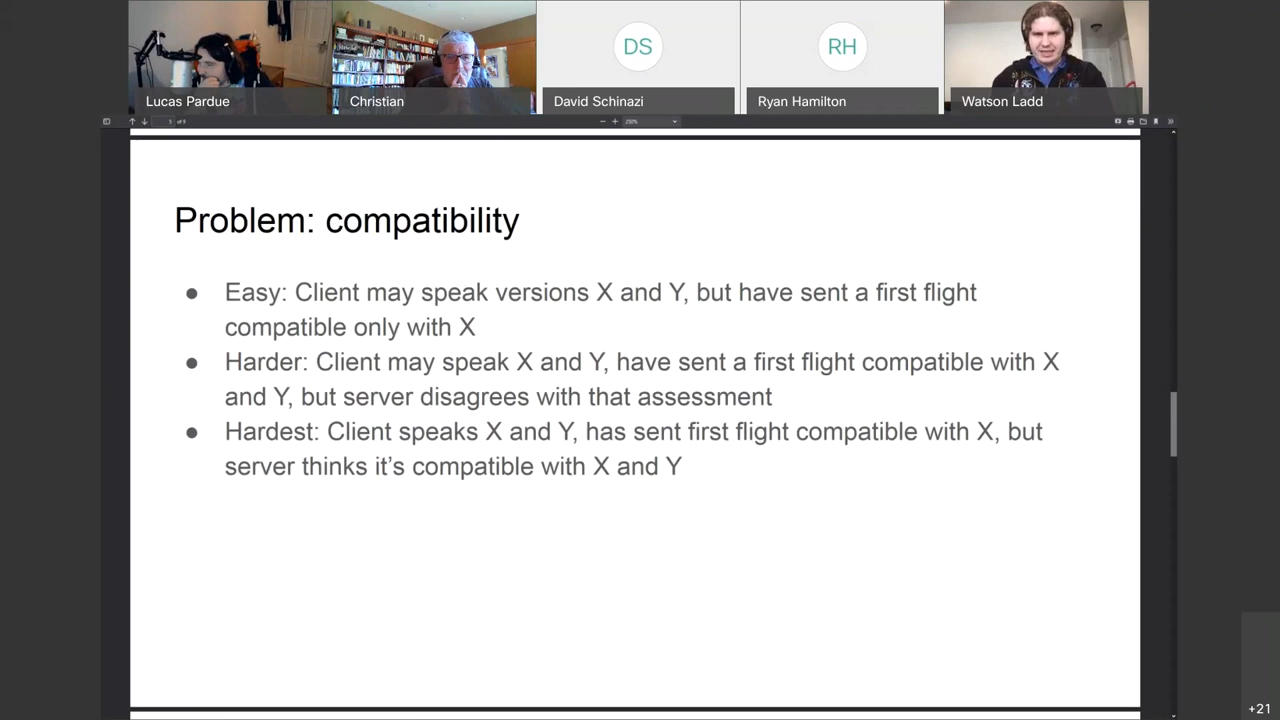 DS
RH
Lucas Pardue
Christian
David Schinazi
Ryan Hamilton
Watson Ladd
Problem: compatibility
● Easy: Client may speak versions X and Y, but have sent a first flight
compatible only with X
● Harder: Client may speak X and Y, have sent a first flight compatible with X
and Y, but server disagrees with that assessment
● Hardest: Client speaks X and Y, has sent first flight compatible with X, but
server thinks it's compatible with X and Y
+21